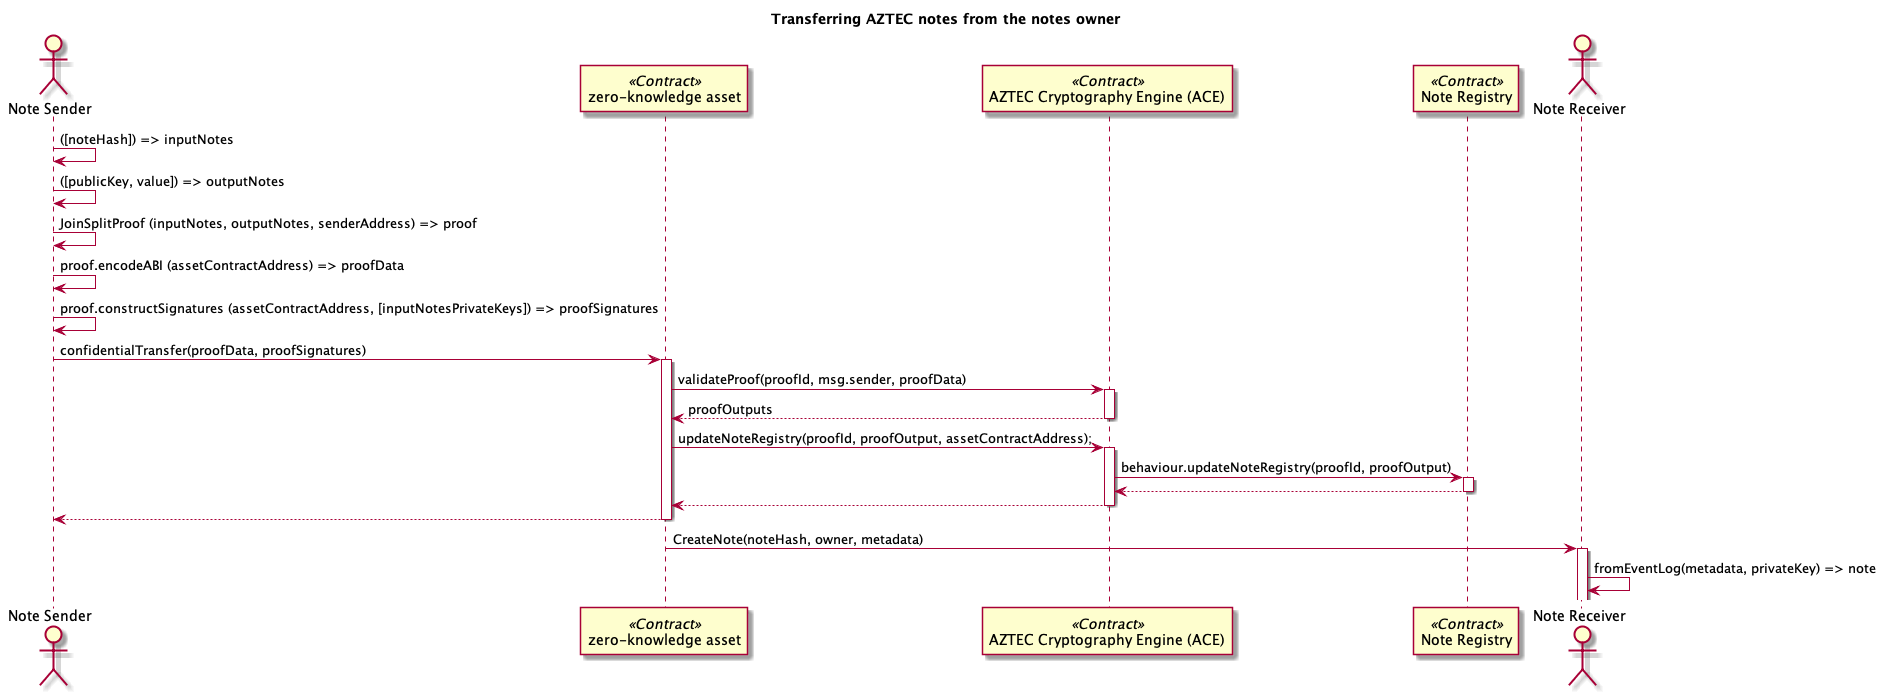 Transferring AZTEC notes from the notes owner
Note Sender
«Contract»
zero-knowledge asset
«Contract»
AZTEC Cryptography Engine (ACE)
«Contract»
Note Registry
Note Receiver
([noteHash]) => inputNotes
([publicKey, value]) => outputNotes
JoinSplitProof (inputNotes, outputNotes, senderAddress) => proof
proof.encodeABI (assetContractAddress) => proofData
proof.constructSignatures (assetContractAddress, [inputNotesPrivateKeys]) => proofSignatures
confidentialTransfer(proofData, proofSignatures)
validateProof(proofId, msg.sender, proofData)
proofOutputs
updateNoteRegistry(proofId, proofOutput, assetContractAddress);
behaviour.updateNoteRegistry(proofId, proofOutput)
CreateNote(noteHash, owner, metadata)
fromEventLog(metadata, privateKey) => note
Note Sender
«Contract»
zero-knowledge asset
«Contract»
AZTEC Cryptography Engine (ACE)
«Contract»
Note Registry
Note Receiver